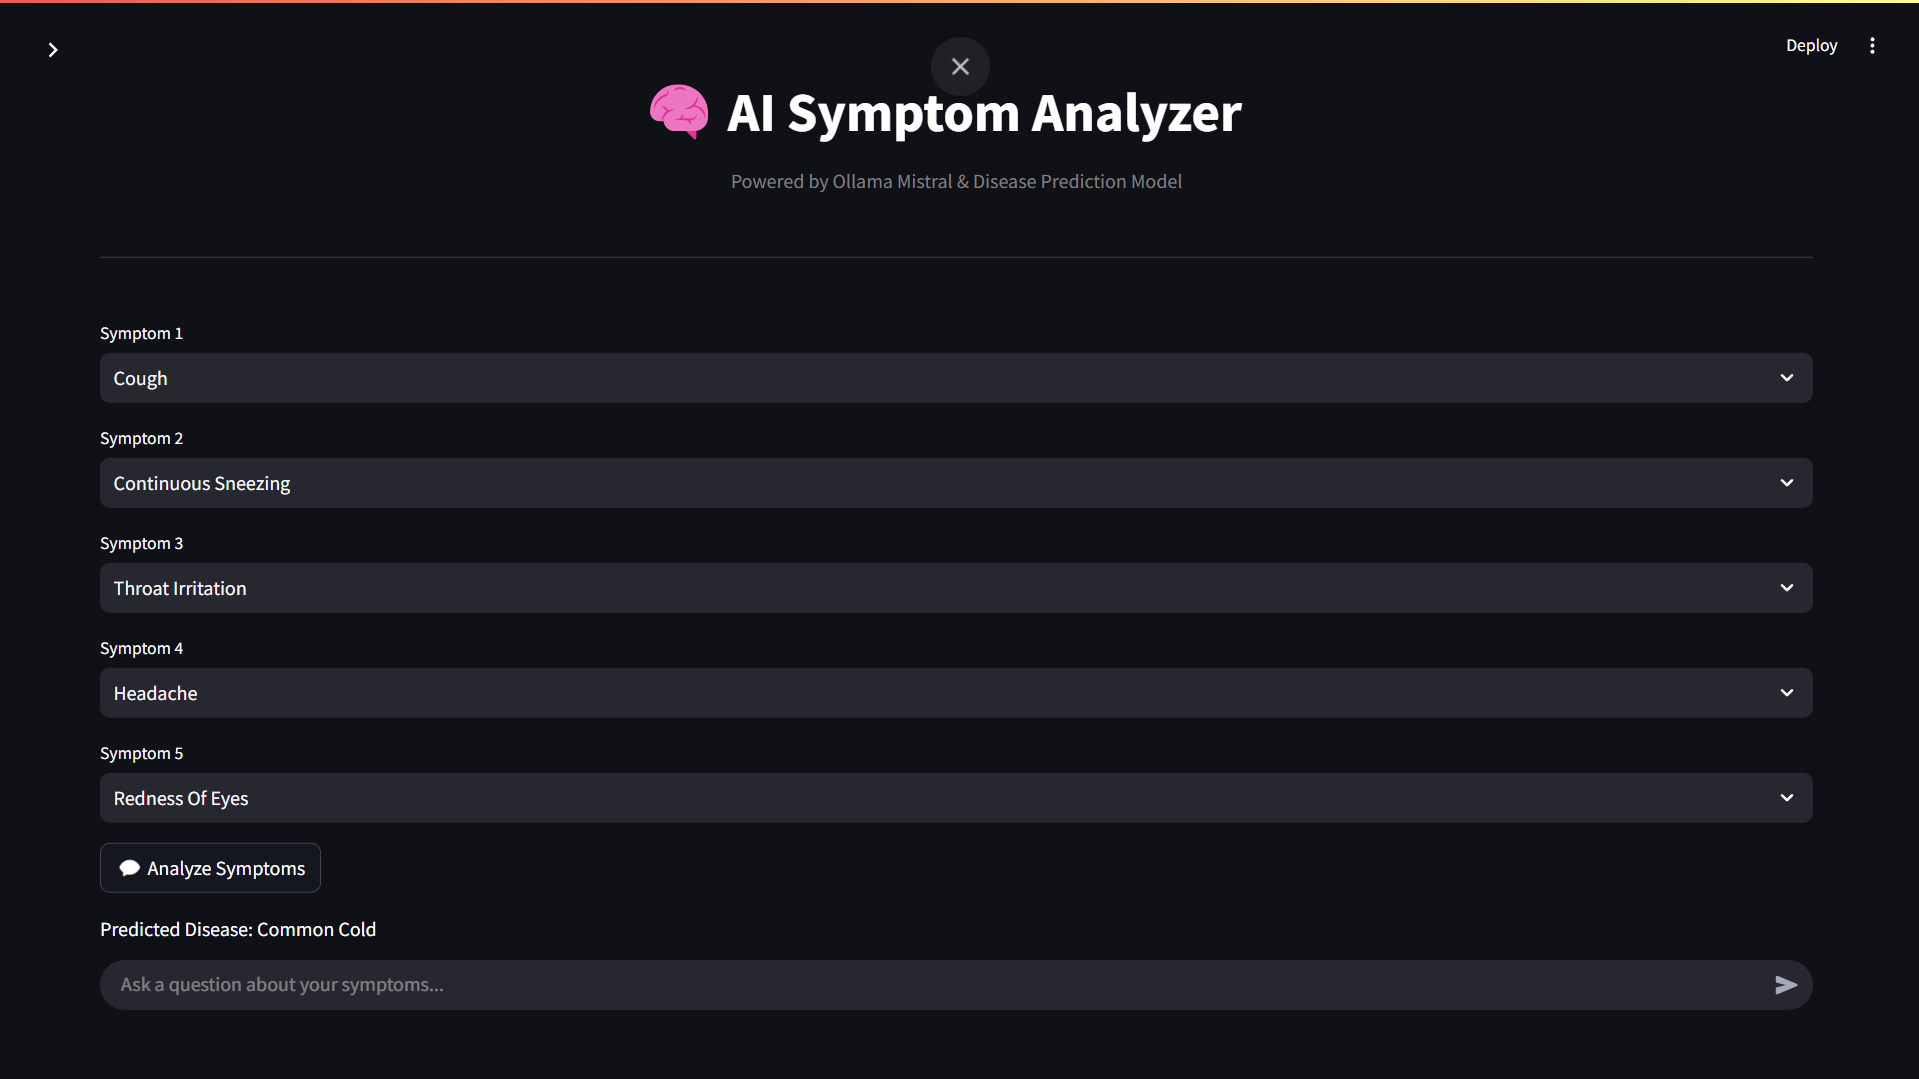 Deploy
AI Symptom Analyzer
Powered by Ollama Mistral & Disease Prediction Model
Symptom 1
Cough
Symptom 2
Continuous Sneezing
Symptom 3
Throat Irritation
Symptom 4
Headache
Symptom 5
Redness Of Eyes
Analyze Symptoms
Predicted Disease: Common Cold
Ask a question about your symptoms...